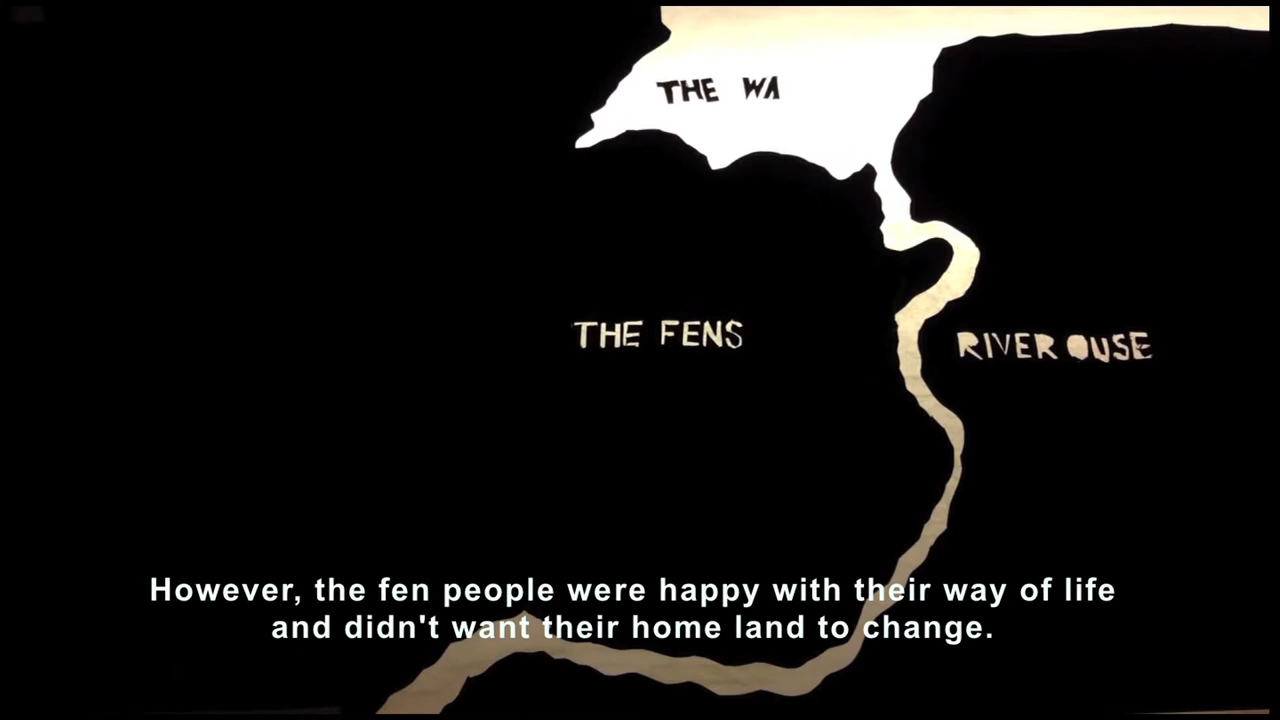 THE WA
THE FENS
RIVER OUSE
However, the fen people were happy with their way of life
and didn't want their home land to change.